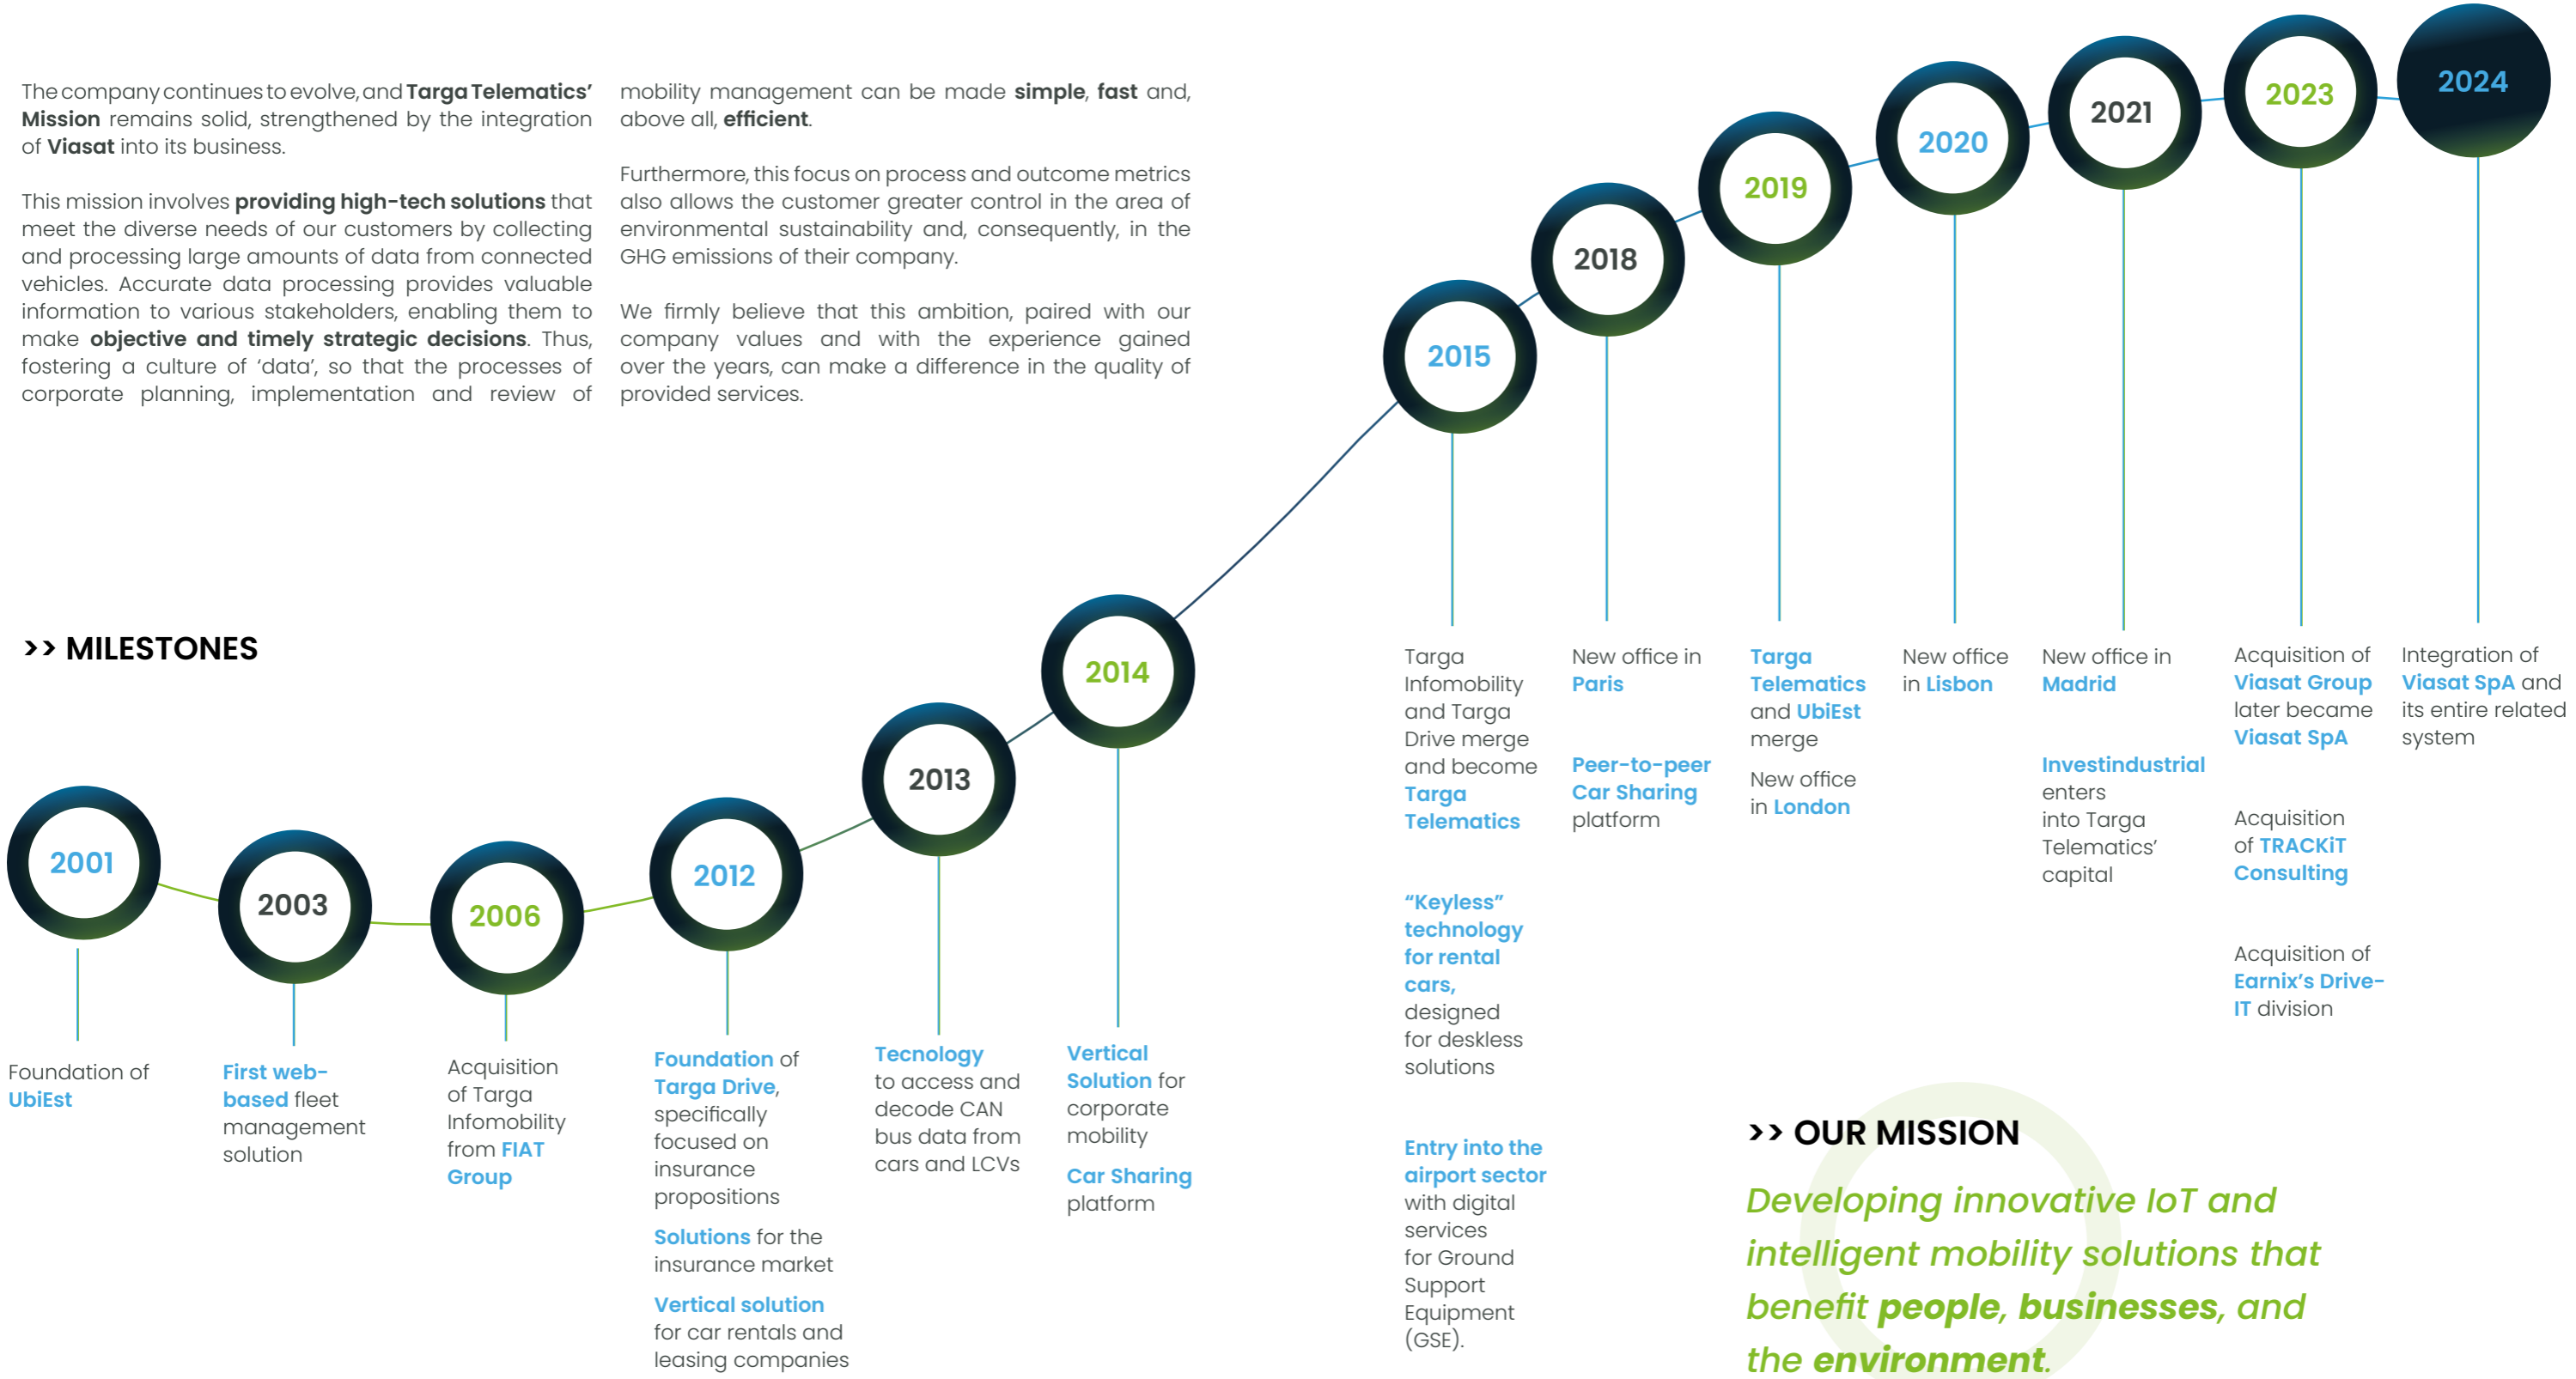 The company continues to evolve, and Targa Telematics'
Mission remains solid, strengthened by the integration
of Viasat into its business.
This mission involves providing high-tech solutions that
meet the diverse needs of our customers by collecting
and processing large amounts of data from connected
vehicles. Accurate data processing provides valuable
information to various stakeholders, enabling them to
make objective and timely strategic decisions. Thus,
fostering a culture of 'data', so that the processes of
corporate planning, implementation and review of
mobility management can be made simple, fast and,
above all, efficient.
Furthermore, this focus on process and outcome metrics
also allows the customer greater control in the area of
environmental sustainability and, consequently, in the
GHG emissions of their company.
We firmly believe that this ambition, paired with our
company values and with the experience gained
over the years, can make a difference in the quality of
provided services.
>> MILESTONES
2001
Foundation of
UbiEst
2003
First web-
based fleet
management
solution
2006
Acquisition
of Targa
Infomobility
from FIAT
Group
2012
Foundation of
Targa Drive,
specifically
focused on
insurance
propositions
Solutions for the
insurance market
Vertical solution
for car rentals and
leasing companies
2013
Tecnology
to access and
decode CAN
bus data from
cars and LCVs
2014
Vertical
Solution for
corporate
mobility
Car Sharing
platform
2015
Targa
Infomobility
and Targa
Drive merge
and become
Targa
Telematics
“Keyless”
technology
for rental
cars,
designed
for deskless
solutions
Entry into the
airport sector
with digital
services
for Ground
Support
Equipment
(GSE).
2018
New office in
Paris
Peer-to-peer
Car Sharing
platform
2019
Targa
Telematics
and UbiEst
merge
New office
in London
2020
New office
in Lisbon
2021
New office in
Madrid
Investindustrial
enters
into Targa
Telematics'
capital
2023
Acquisition of
Viasat Group
later became
Viasat SpA
Acquisition
of TRACKiT
Consulting
Acquisition of
Earnix's Drive-
IT division
2024
Integration of
Viasat SpA and
its entire related
system
>> OUR MISSION
Developing innovative IoT and
intelligent mobility solutions that
benefit people, businesses, and
the environment.